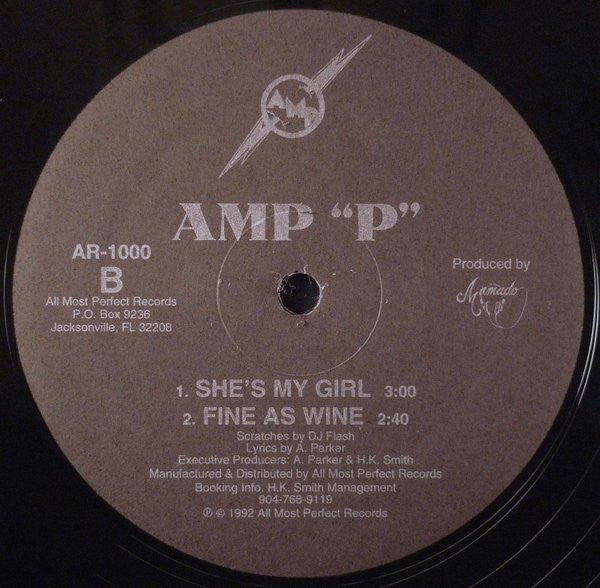 AMP
AMP “P”
AR-1000
B
All Most Perfect Records
P.O. Box 9236
Jacksonville, FL 32208
Produced by
Mamado
"P"
1. SHE'S MY GIRL 3:00
2. FINE AS WINE 2:40
Scratches by DJ Flash
Lyrics by A. Parker
Executive Producers: A. Parker & H.K. Smith
Manufactured & Distributed by All Most Perfect Records
Booking Info. H.K. Smith Management
904-768-9119
℗ © 1992 All Most Perfect Records